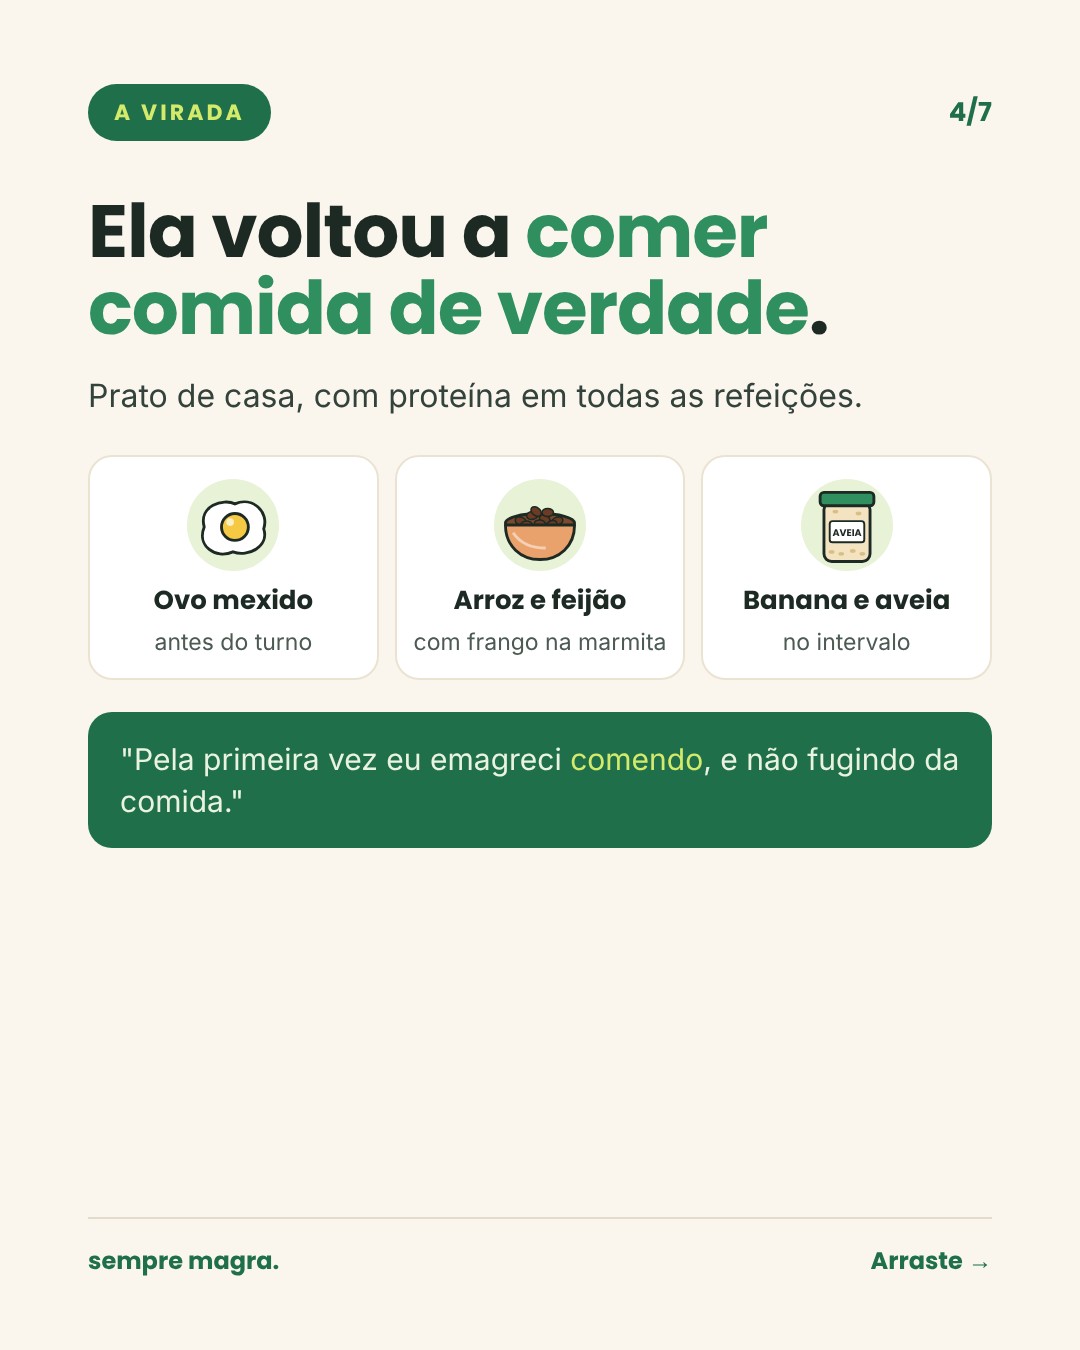 A VIRADA
4/7
Ela voltou a comer
comida de verdade.
Prato de casa, com proteína em todas as refeições.
Ovo mexido
antes do turno
Arroz e feijão
com frango na marmita
AVEIA
Banana e aveia
no intervalo
"Pela primeira vez eu emagreci comendo, e não fugindo da
comida."
sempre magra.
Arraste →